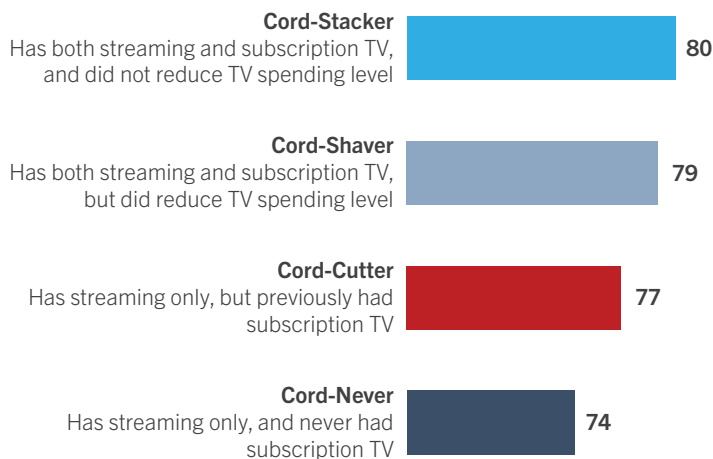 Cord-Stacker
Has both streaming and subscription TV,
and did not reduce TV spending level
80
Cord-Shaver
Has both streaming and subscription TV,
but did reduce TV spending level
79
Cord-Cutter
Has streaming only, but previously had
subscription TV
77
Cord-Never
Has streaming only, and never had
subscription TV
74